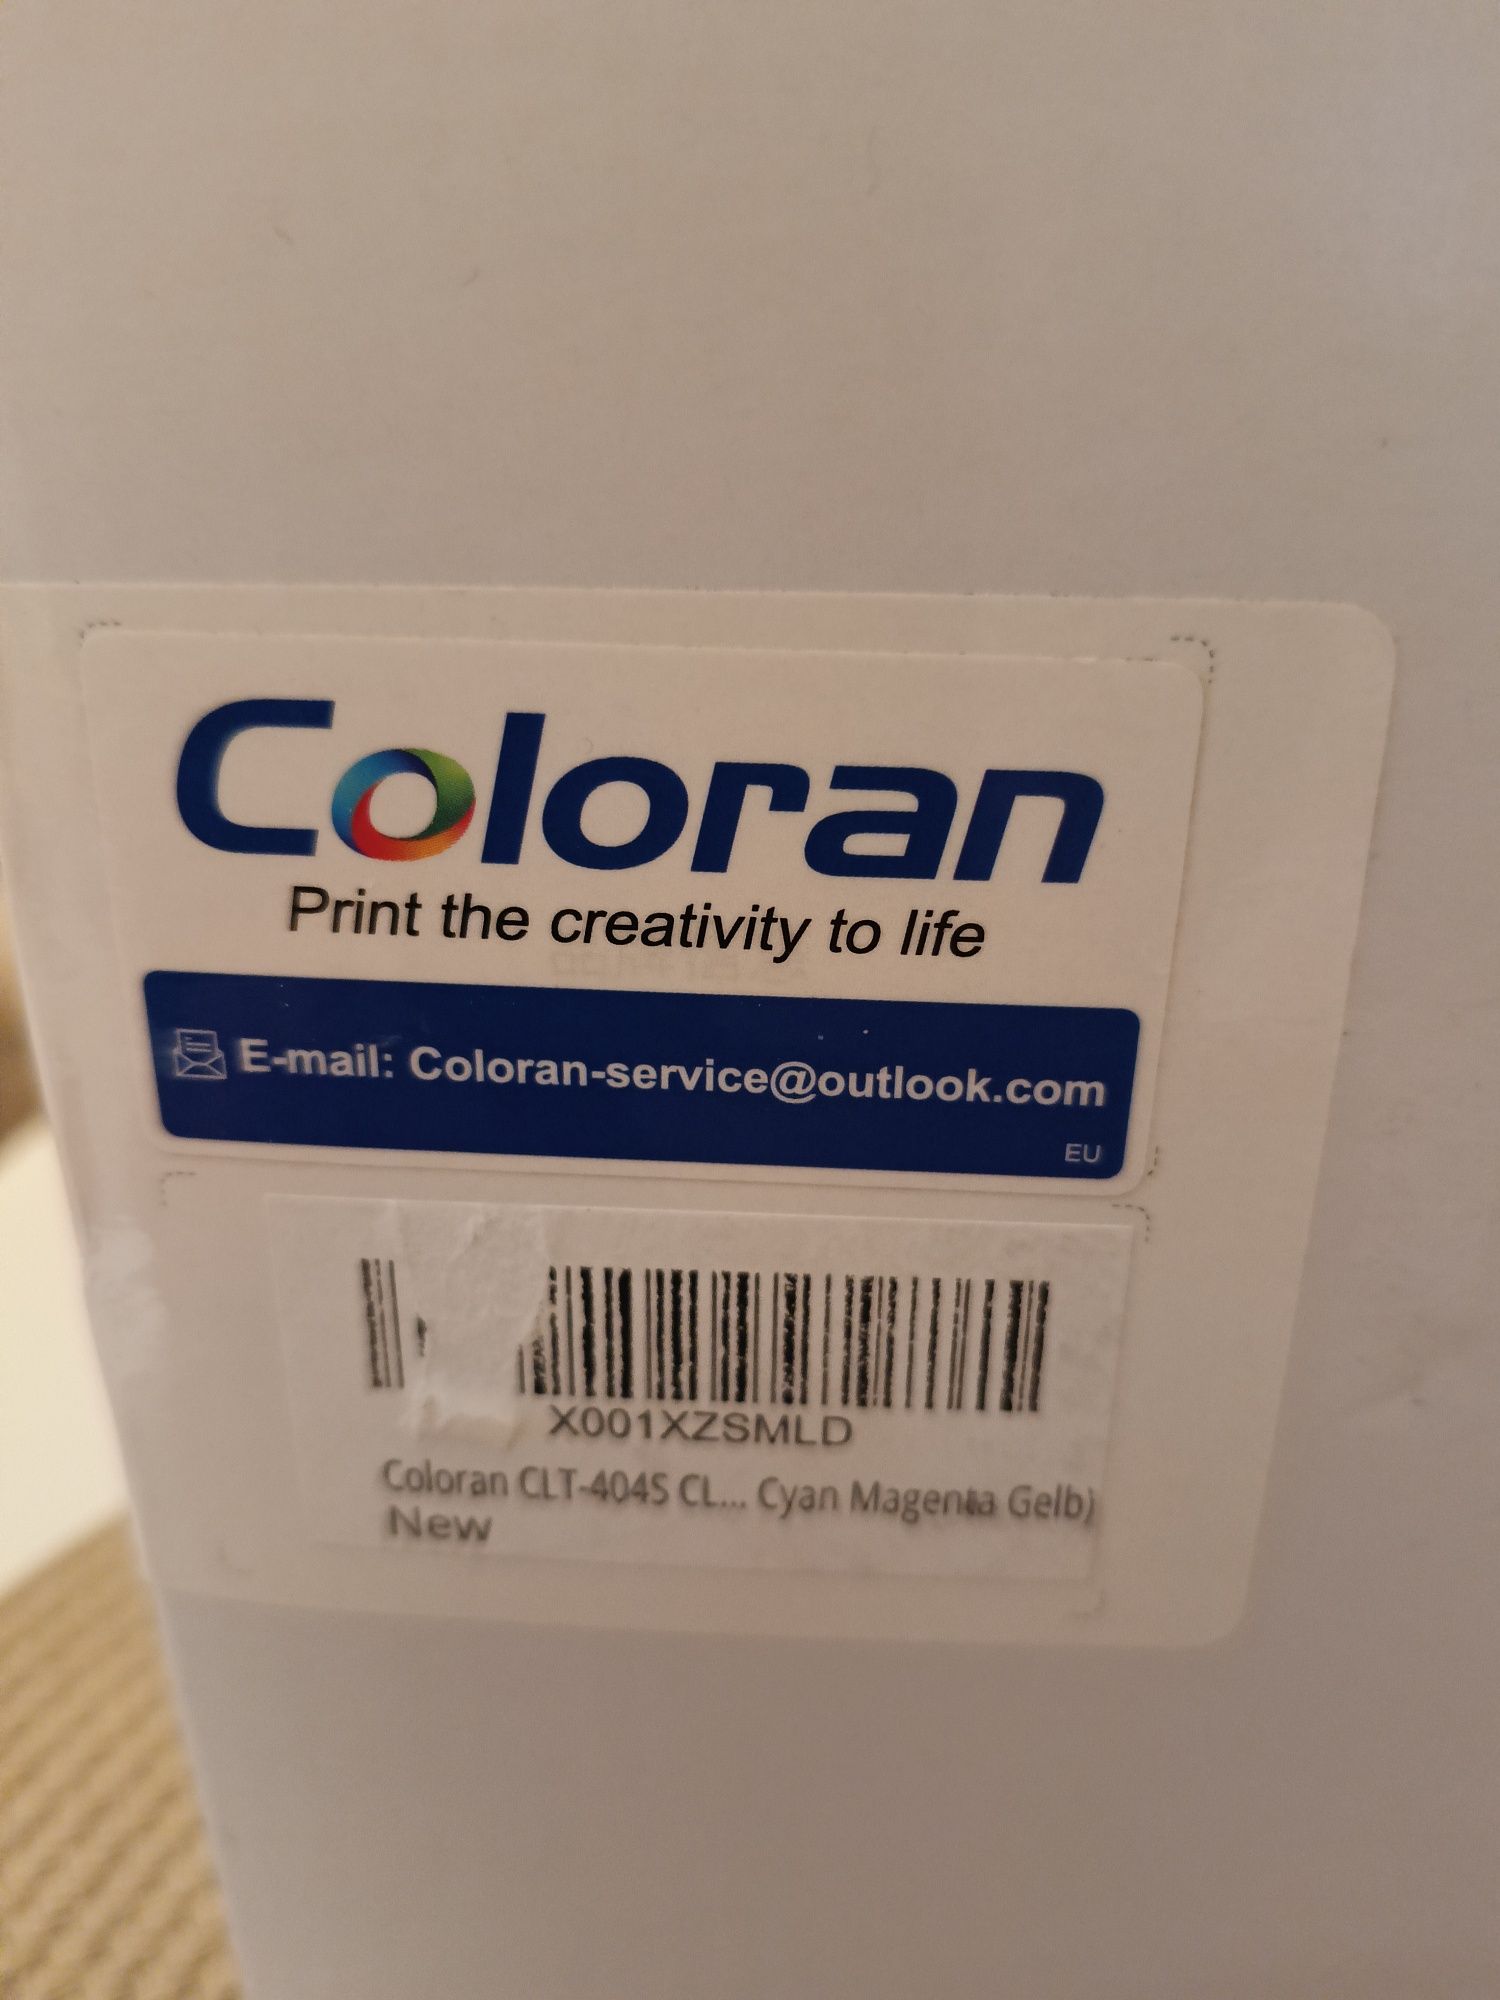 Coloran
Print the creativity to life
E-mail: Coloran-service@outlook.com
EU
X001XZSMLD
Coloran CLT-404S CL... Cyan Magenta Gelb)
New